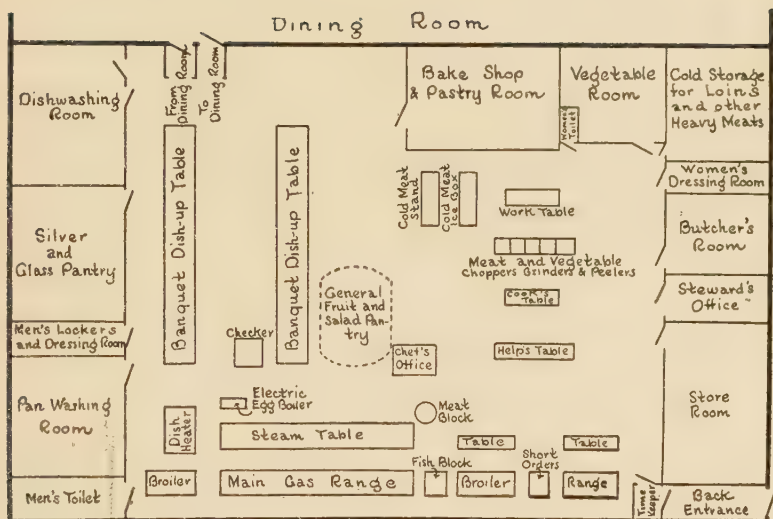 Dining Room
From Dining Room
To Dining Room
Dishwashing
Room
Bake Shop
& Pastry Room
Vegetable
Room
Women's
Toilet
Cold Storage
for Loins
and other
Heavy Meats
Women's
Dressing Room
Banquet Dish-up Table
Banquet Dish-up Table
Cold Meat
Stand
Cold Meat
Ice Box
Work Table
Silver
and
Glass Pantry
Meat and Vegetable
Choppers Grinders & Peelers
Butcher's
Room
General
Fruit and
Salad Pan-
try
Cook's
Table
Steward's
Office
Men's Lockers
and Dressing Room
Checker
Chef's
Office
Help's Table
Pan Washing
Room
Electric
Egg Boiler
Meat
Block
Store
Room
Dish
Heater
Steam Table
Table
Table
Fish Block
Short
Orders
Broiler
Main Gas Range
Broiler
Range
Men's Toilet
Time
Keeper
Back
Entrance